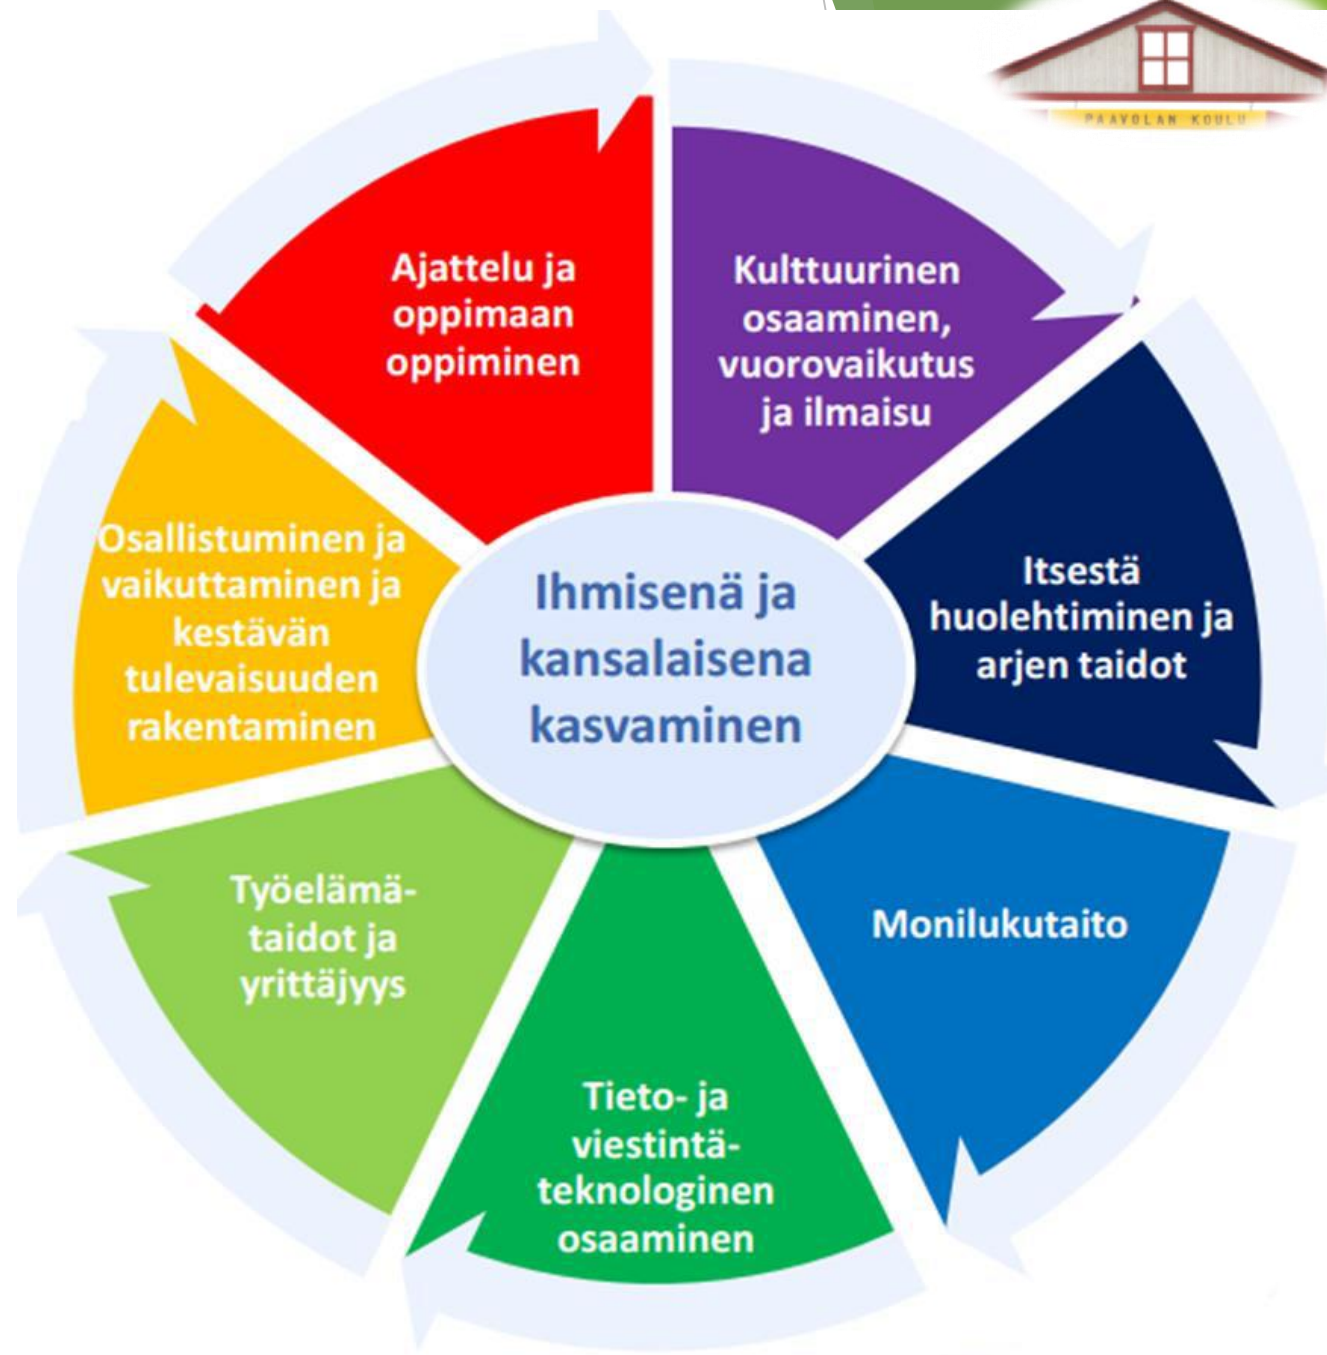 PAAVOLAN KOULU
Ajattelu ja
oppimaan
oppiminen
Kulttuurinen
osaaminen,
vuorovaikutus
ja ilmaisu
Itsestä
huolehtiminen ja
arjen taidot
Monilukutaito
Tieto- ja
viestintä-
teknologinen
osaaminen
Työelämä-
taidot ja
yrittäjyys
Osallistuminen ja
vaikuttaminen ja
kestävän
tulevaisuuden
rakentaminen
Ihmisenä ja
kansalaisena
kasvaminen